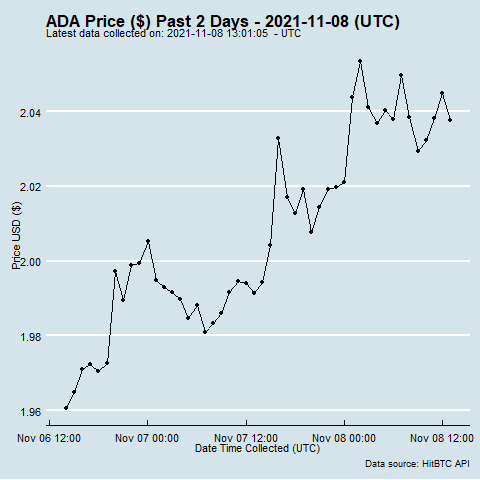 ADA Price ($) Past 2 Days - 2021-11-08 (UTC)
Latest data collected on: 2021-11-08 13:01:05 - UTC
Price USD ($)
2.04
2.02
2.00
1.98
1.96
Nov 06 12:00 Nov 07 00:00 Nov 07 12:00 Nov 08 00:00 Nov 08 12:00
Date Time Collected (UTC)
Data source: HitBTC API